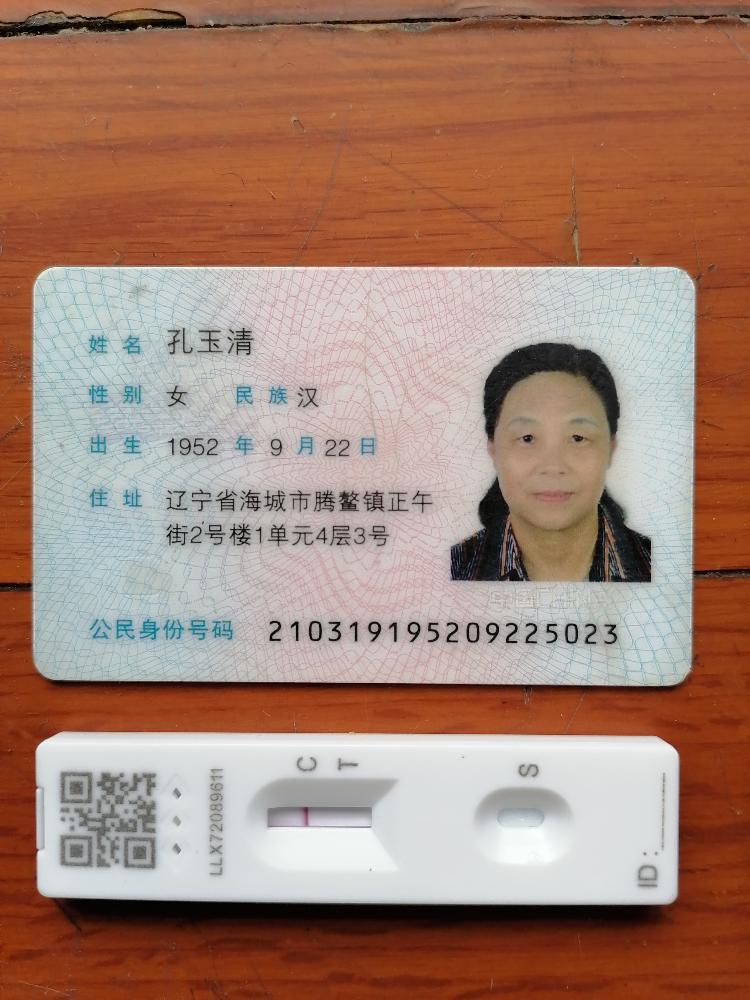 姓名 孔玉清
性别 女 民族 汉
出生 1952 年 9 月 22 日
住址 辽宁省海城市腾鳌镇正午
街2号楼1单元4层3号
公民身份号码 210319195209225023
C T S
LLX72089611
ID: